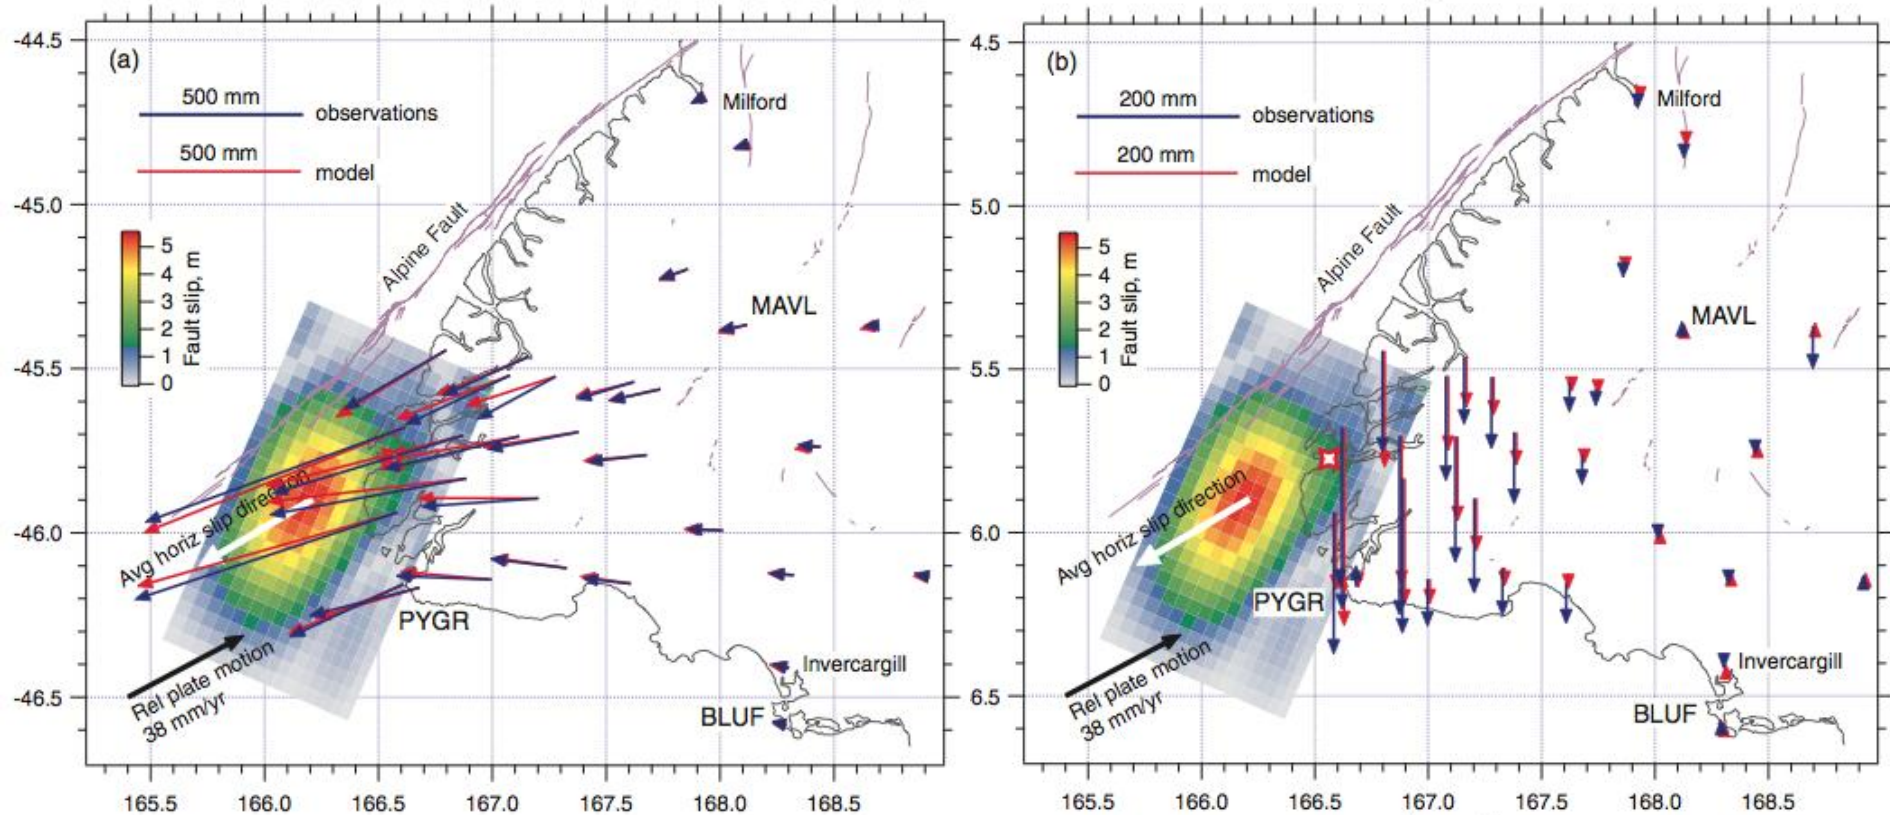 (a)
-44.5
500 mm
observations
500 mm
model
Milford
-45.0
Alpine Fault
5
4
3
2
1
0
Fault slip, m
MAVL
-45.5
-46.0
Avg horiz slip direction
PYGR
Rel plate motion
38 mm/yr
Invercargill
-46.5
BLUF
165.5 166.0 166.5 167.0 167.5 168.0 168.5
(b)
4.5
200 mm
observations
200 mm
model
Milford
5.0
Alpine Fault
5
4
3
2
1
0
Fault slip, m
MAVL
5.5
6.0
Avg horiz slip direction
PYGR
Rel plate motion
38 mm/yr
Invercargill
6.5
BLUF
165.5 166.0 166.5 167.0 167.5 168.0 168.5